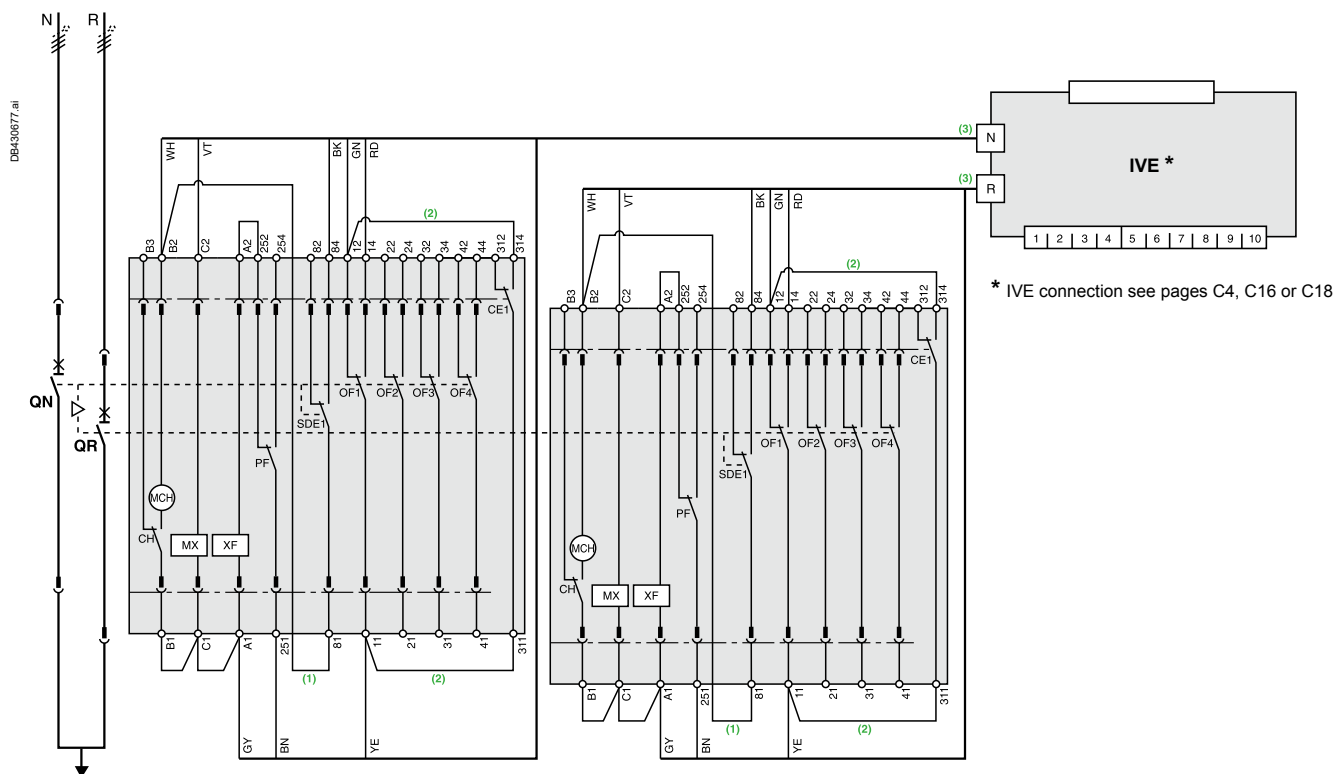 N R
DB430677.ai
QN
QR
WH VT BK GN RD
(2)
B3 B2 C2 A2 252 254 82 84 12 14 22 24 32 34 42 44 312 314
CE1
OF1 OF2 OF3 OF4
SDE1
PF
MCH
CH
MX XF
B1 C1 A1 251 81 11 21 31 41 311
(1) (2)
GY BN YE
WH VT BK GN RD
(2)
B3 B2 C2 A2 252 254 82 84 12 14 22 24 32 34 42 44 312 314
CE1
OF1 OF2 OF3 OF4
SDE1
PF
MCH
CH
MX XF
B1 C1 A1 251 81 11 21 31 41 311
(1) (2)
GY BN YE
(3) N
(3) R
IVE *
1 2 3 4 5 6 7 8 9 10
* IVE connection see pages C4, C16 or C18